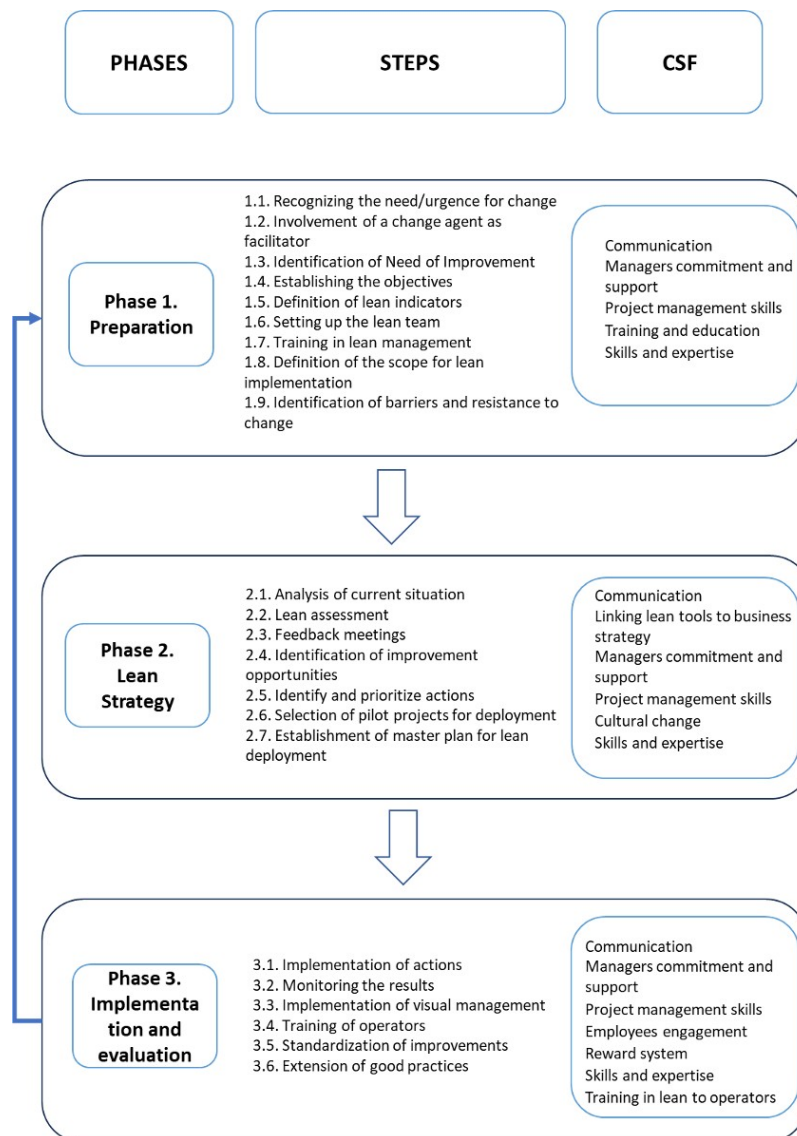 PHASES
STEPS
CSF
Phase 1.
Preparation
1.1. Recognizing the need/urgence for change
1.2. Involvement of a change agent as
facilitator
1.3. Identification of Need of Improvement
1.4. Establishing the objectives
1.5. Definition of lean indicators
1.6. Setting up the lean team
1.7. Training in lean management
1.8. Definition of the scope for lean
implementation
1.9. Identification of barriers and resistance to
change
Communication
Managers commitment and
support
Project management skills
Training and education
Skills and expertise
Phase 2.
Lean
Strategy
2.1. Analysis of current situation
2.2. Lean assessment
2.3. Feedback meetings
2.4. Identification of improvement
opportunities
2.5. Identify and prioritize actions
2.6. Selection of pilot projects for deployment
2.7. Establishment of master plan for lean
deployment
Communication
Linking lean tools to business
strategy
Managers commitment and
support
Project management skills
Cultural change
Skills and expertise
Phase 3.
Implementa
tion and
evaluation
3.1. Implementation of actions
3.2. Monitoring the results
3.3. Implementation of visual management
3.4. Training of operators
3.5. Standardization of improvements
3.6. Extension of good practices
Communication
Managers commitment and
support
Project management skills
Employees engagement
Reward system
Skills and expertise
Training in lean to operators